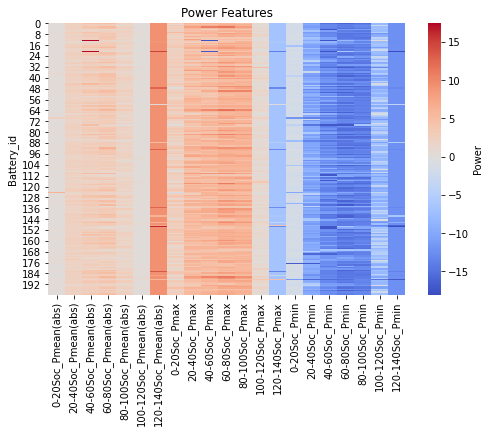 Power Features
Battery_id
0
8
16
24
32
40
48
56
64
72
80
88
96
104
112
120
128
136
144
152
160
168
176
184
192
0-20Soc_Pmean(abs)
20-40Soc_Pmean(abs)
40-60Soc_Pmean(abs)
60-80Soc_Pmean(abs)
80-100Soc_Pmean(abs)
100-120Soc_Pmean(abs)
120-140Soc_Pmean(abs)
0-20Soc_Pmax
20-40Soc_Pmax
40-60Soc_Pmax
60-80Soc_Pmax
80-100Soc_Pmax
100-120Soc_Pmax
120-140Soc_Pmax
0-20Soc_Pmin
20-40Soc_Pmin
40-60Soc_Pmin
60-80Soc_Pmin
80-100Soc_Pmin
100-120Soc_Pmin
120-140Soc_Pmin
15
10
5
0
−5
−10
−15
Power